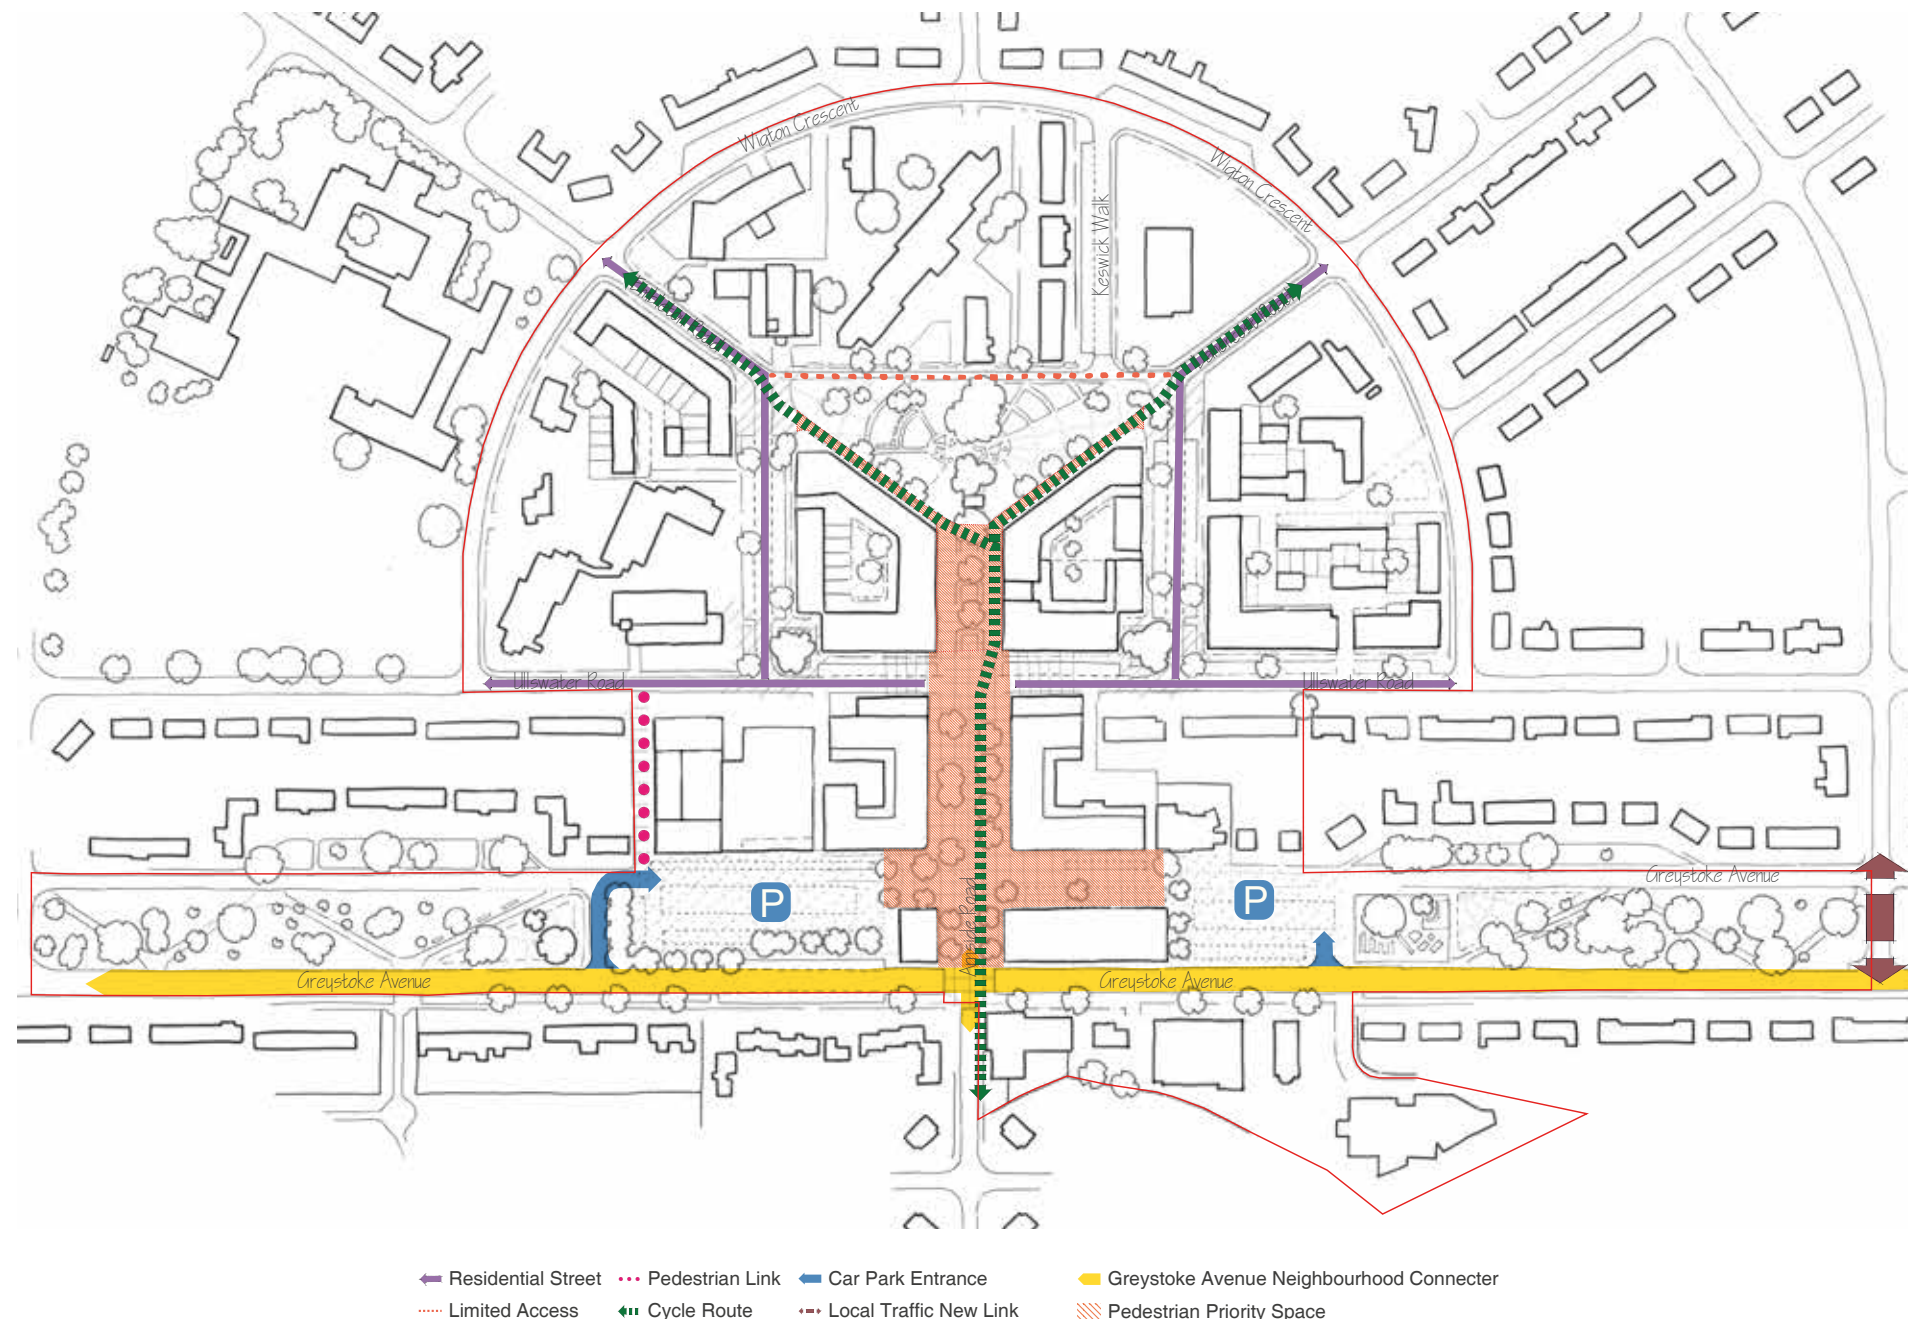 Wigton Crescent
Wigton Crescent
Keswick Walk
Ullswater Road
Ullswater Road
Greystoke Avenue
P
P
Greystoke Avenue
Greystoke Avenue
Residential Street
Pedestrian Link
Car Park Entrance
Greystoke Avenue Neighbourhood Connecter
Limited Access
Cycle Route
Local Traffic New Link
Pedestrian Priority Space